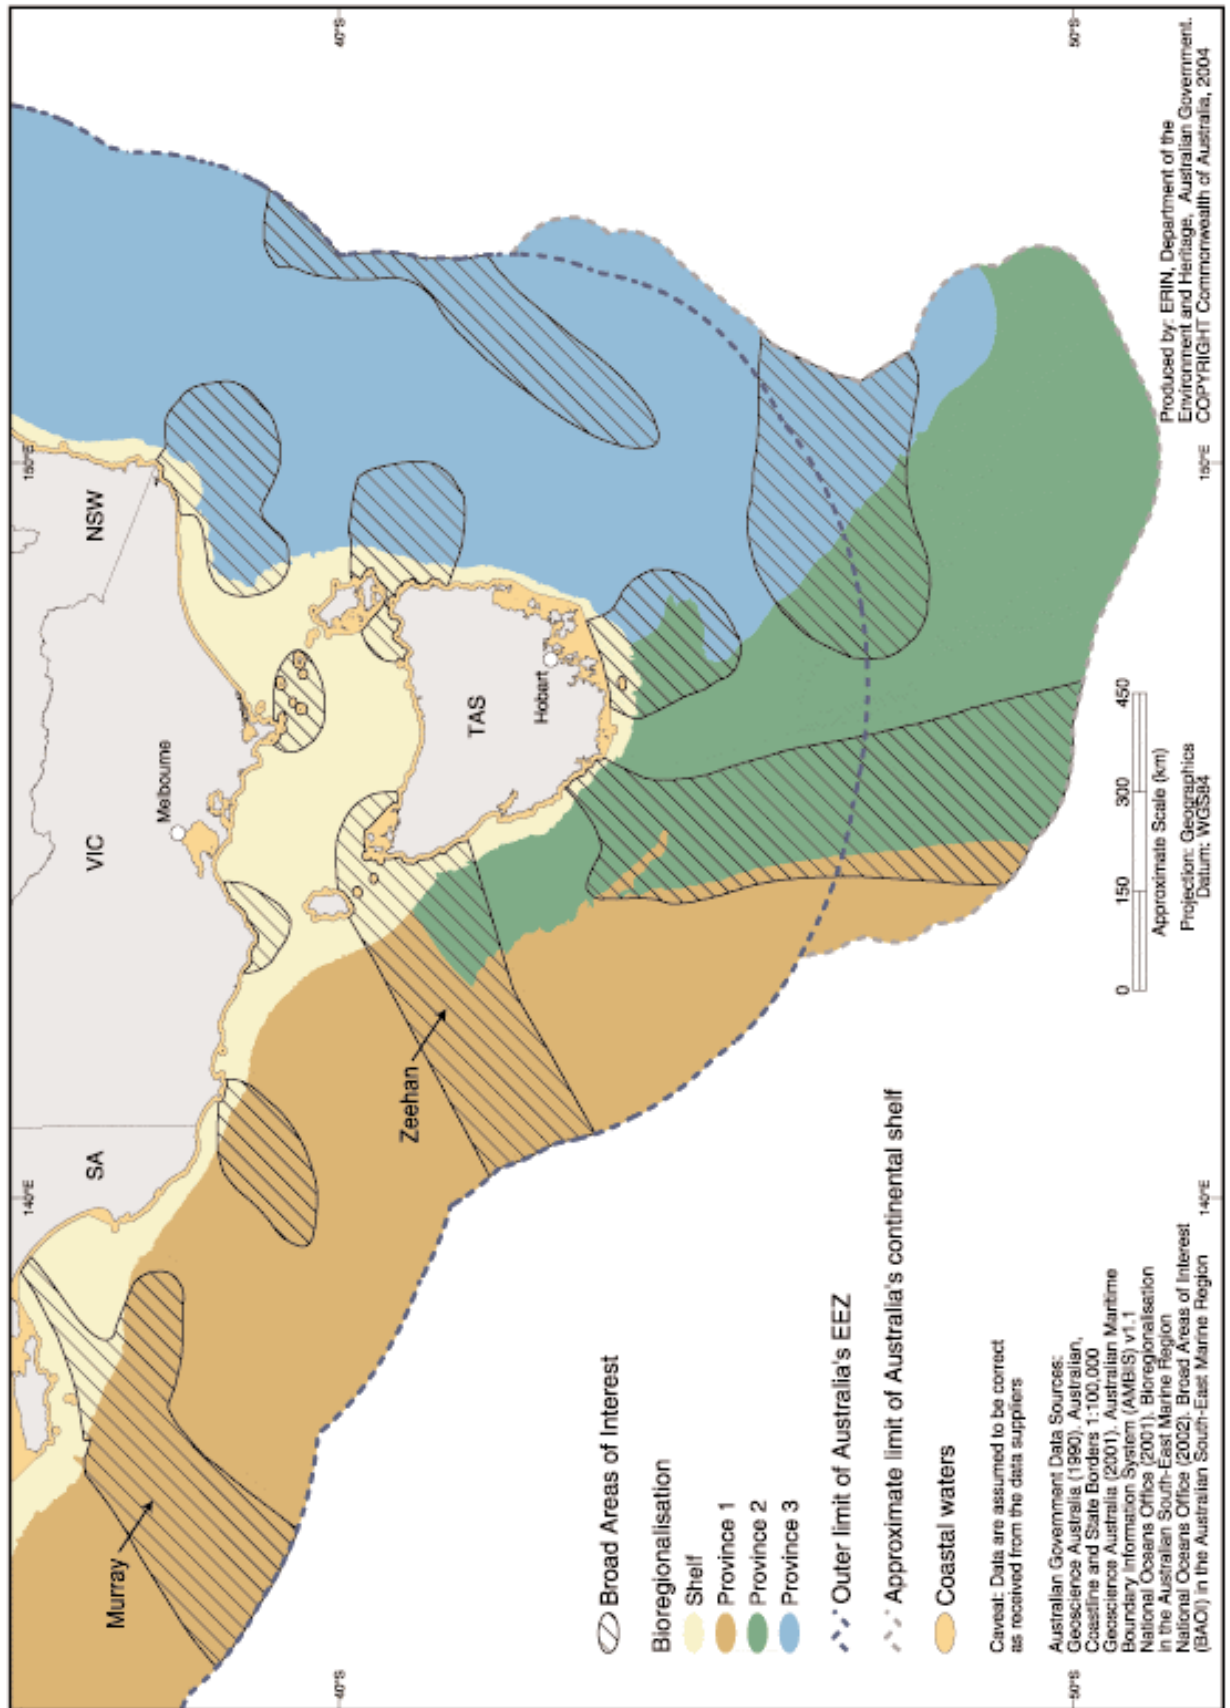 140°E
150°E
40°S
40°S
50°S
50°S
140°E
150°E
SA
VIC
NSW
TAS
Melbourne
Hobart
Murray
Zeehan
Broad Areas of Interest
Bioregionalisation
Shelf
Province 1
Province 2
Province 3
Outer limit of Australia's EEZ
Approximate limit of Australia's continental shelf
Coastal waters
Caveat: Data are assumed to be correct
as received from the data suppliers
Australian Government Data Sources:
Geoscience Australia (1990). Australian,
Coastline and State Borders 1:100,000
Geoscience Australia (2001). Australian Maritime
Boundary Information System (AMBIS) v1.1
National Oceans Office (2001). Bioregionalisation
in the Australian South-East Marine Region
National Oceans Office (2002). Broad Areas of Interest
(BAOI) in the Australian South-East Marine Region
0 150 300 450
Approximate Scale (km)
Projection: Geographics
Datum: WGS84
Produced by: ERIN, Department of the
Environment and Heritage, Australian Government.
COPYRIGHT Commonwealth of Australia, 2004